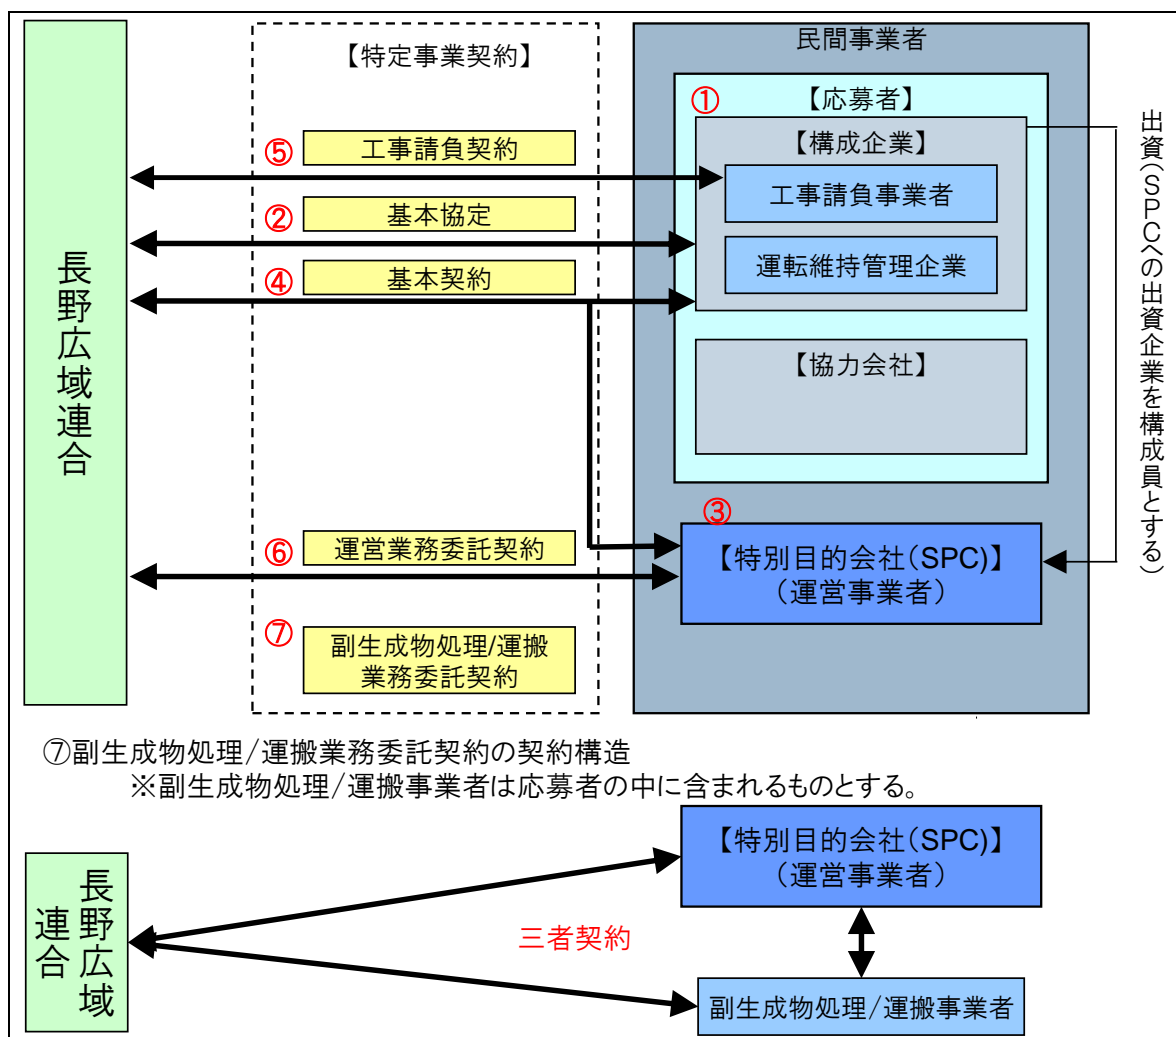 長野広域連合
【特定事業契約】
⑤
工事請負契約
②
基本協定
④
基本契約
⑥
運営業務委託契約
⑦
副生成物処理/運搬
業務委託契約
民間事業者
【応募者】
①
【構成企業】
工事請負事業者
運転維持管理企業
【協力会社】
③
【特別目的会社(SPC)】
(運営事業者)
出資(SPCへの出資企業を構成員とする)
⑦副生成物処理/運搬業務委託契約の契約構造
※副生成物処理/運搬事業者は応募者の中に含まれるものとする。
長野広域
連合
三者契約
【特別目的会社(SPC)】
(運営事業者)
副生成物処理/運搬事業者